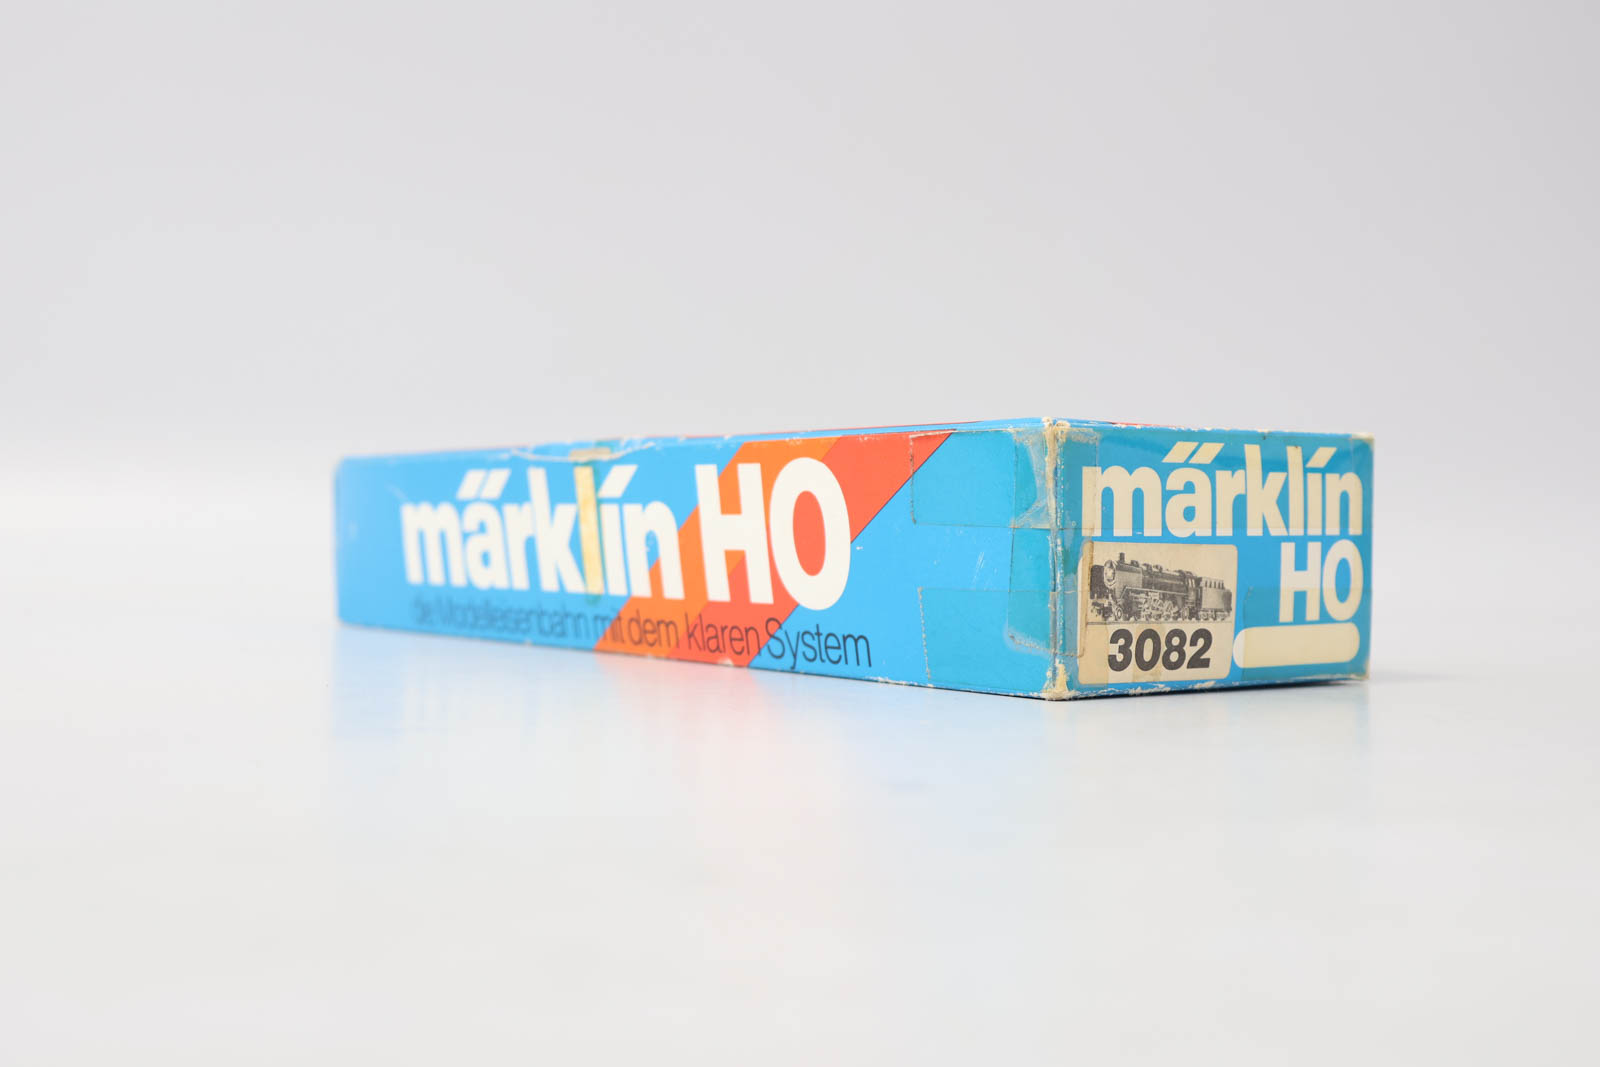 märklin HO
die Modelleisenbahn mit dem klaren System
märklin
HO
3082